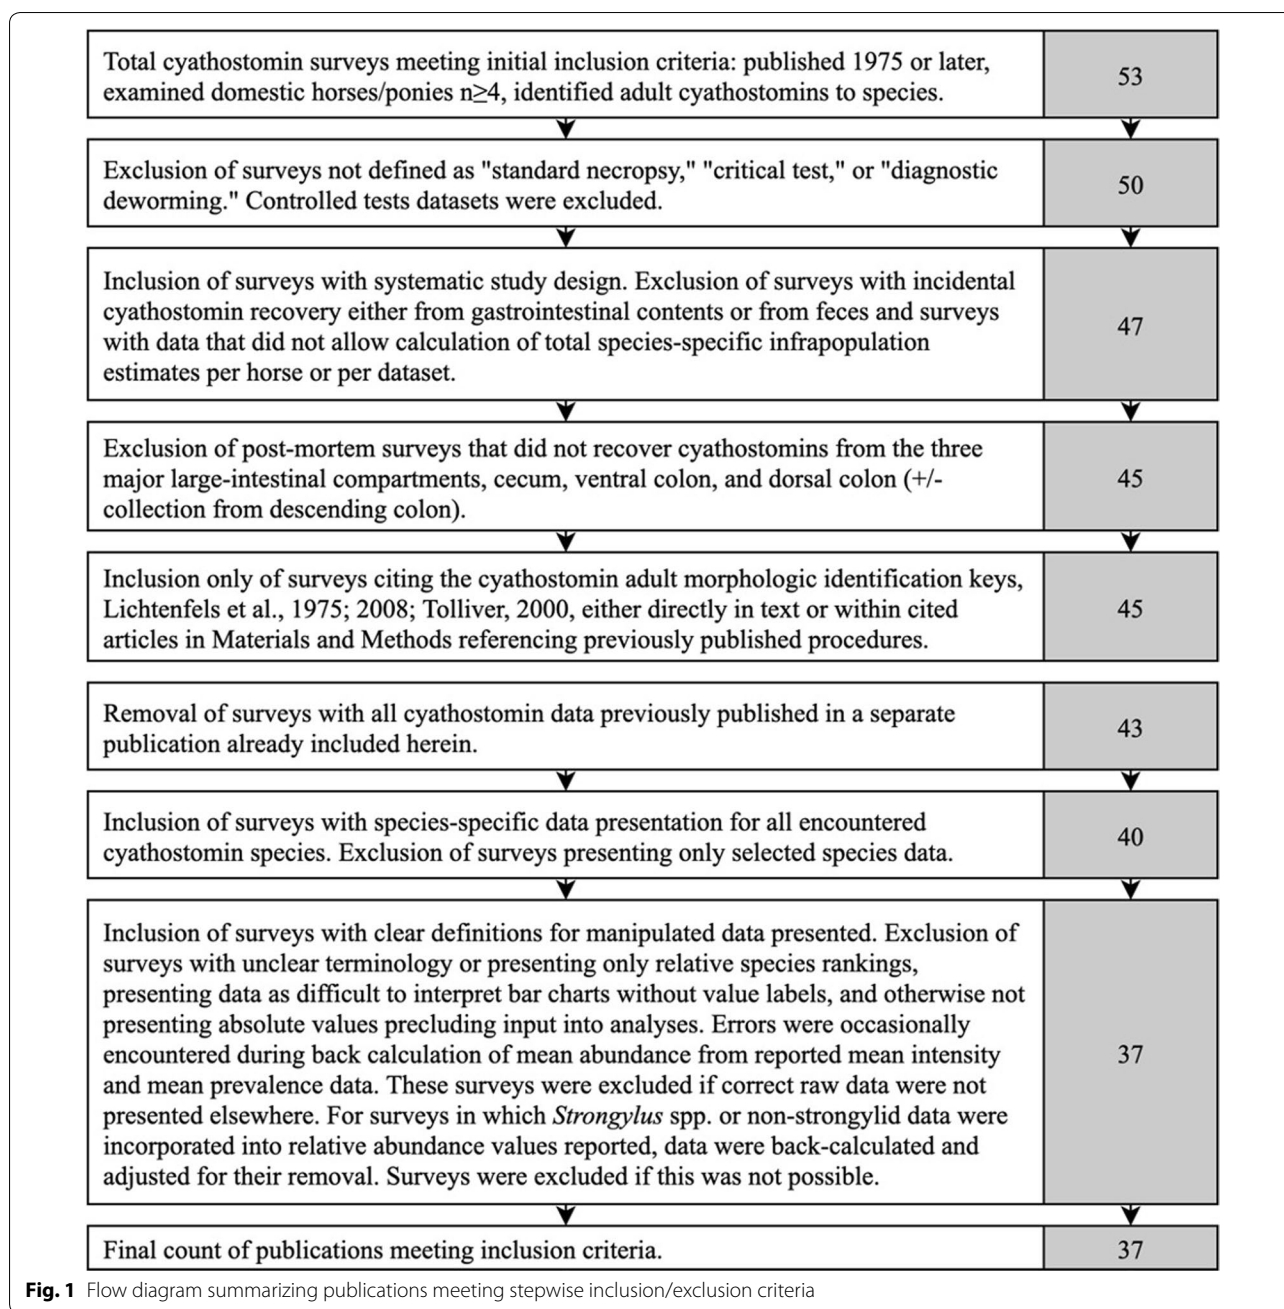 Total cyathostomin surveys meeting initial inclusion criteria: published 1975 or later,
examined domestic horses/ponies n≥4, identified adult cyathostomins to species.
53
Exclusion of surveys not defined as "standard necropsy," "critical test," or "diagnostic
deworming." Controlled tests datasets were excluded.
50
Inclusion of surveys with systematic study design. Exclusion of surveys with incidental
cyathostomin recovery either from gastrointestinal contents or from feces and surveys
with data that did not allow calculation of total species-specific infrapopulation
estimates per horse or per dataset.
47
Exclusion of post-mortem surveys that did not recover cyathostomins from the three
major large-intestinal compartments, cecum, ventral colon, and dorsal colon (+/-
collection from descending colon).
45
Inclusion only of surveys citing the cyathostomin adult morphologic identification keys,
Lichtenfels et al., 1975; 2008; Tolliver, 2000, either directly in text or within cited
articles in Materials and Methods referencing previously published procedures.
45
Removal of surveys with all cyathostomin data previously published in a separate
publication already included herein.
43
Inclusion of surveys with species-specific data presentation for all encountered
cyathostomin species. Exclusion of surveys presenting only selected species data.
40
Inclusion of surveys with clear definitions for manipulated data presented. Exclusion of
surveys with unclear terminology or presenting only relative species rankings,
presenting data as difficult to interpret bar charts without value labels, and otherwise not
presenting absolute values precluding input into analyses. Errors were occasionally
encountered during back calculation of mean abundance from reported mean intensity
and mean prevalence data. These surveys were excluded if correct raw data were not
presented elsewhere. For surveys in which Strongylus spp. or non-strongylid data were
incorporated into relative abundance values reported, data were back-calculated and
adjusted for their removal. Surveys were excluded if this was not possible.
37
Final count of publications meeting inclusion criteria.
37
Fig. 1 Flow diagram summarizing publications meeting stepwise inclusion/exclusion criteria